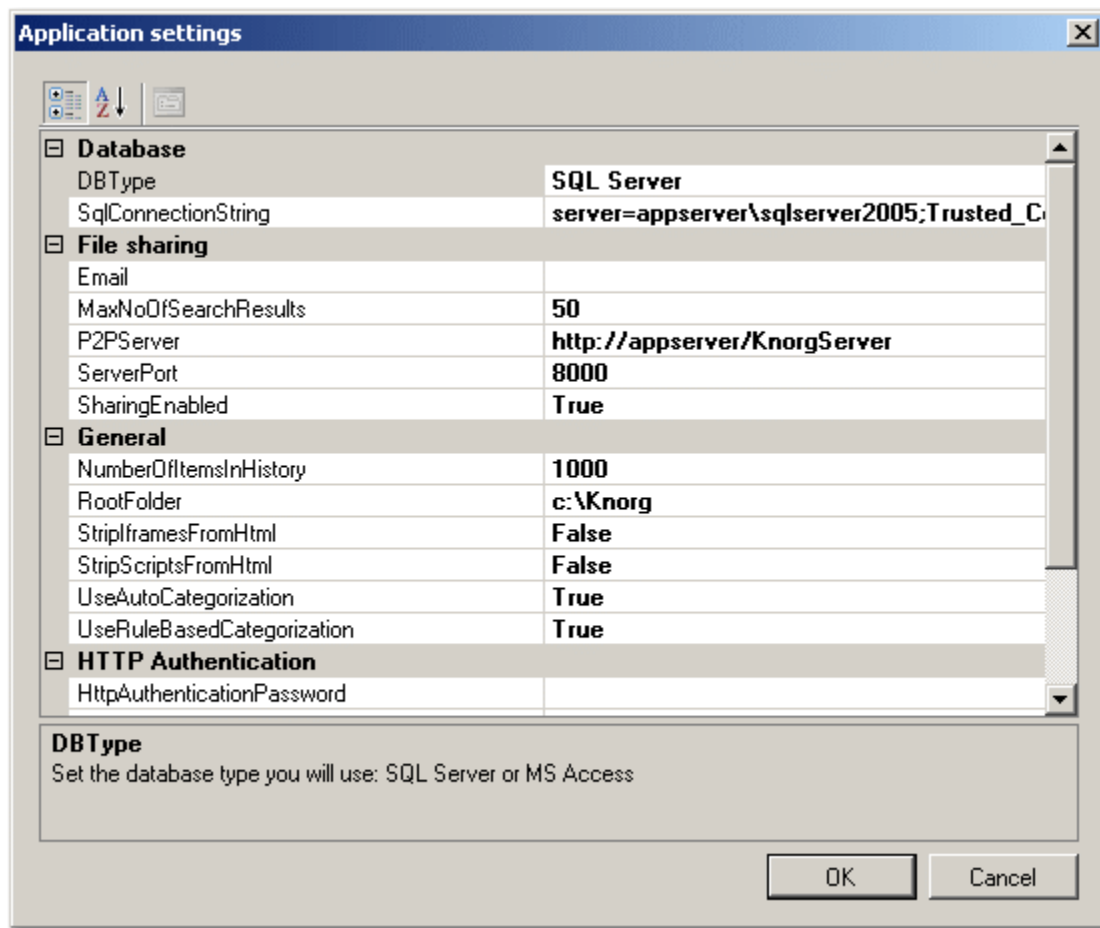 Application settings
Database
DBType SQL Server
SqlConnectionString server=appserver\sqlserver2005;Trusted_C
File sharing
Email
MaxNoOfSearchResults 50
P2PServer http://appserver/KnorgServer
ServerPort 8000
SharingEnabled True
General
NumberOfItemsInHistory 1000
RootFolder c:\Knorg
StripIframesFromHtml False
StripScriptsFromHtml False
UseAutoCategorization True
UseRuleBasedCategorization True
HTTP Authentication
HttpAuthenticationPassword
DBType
Set the database type you will use: SQL Server or MS Access
OK Cancel